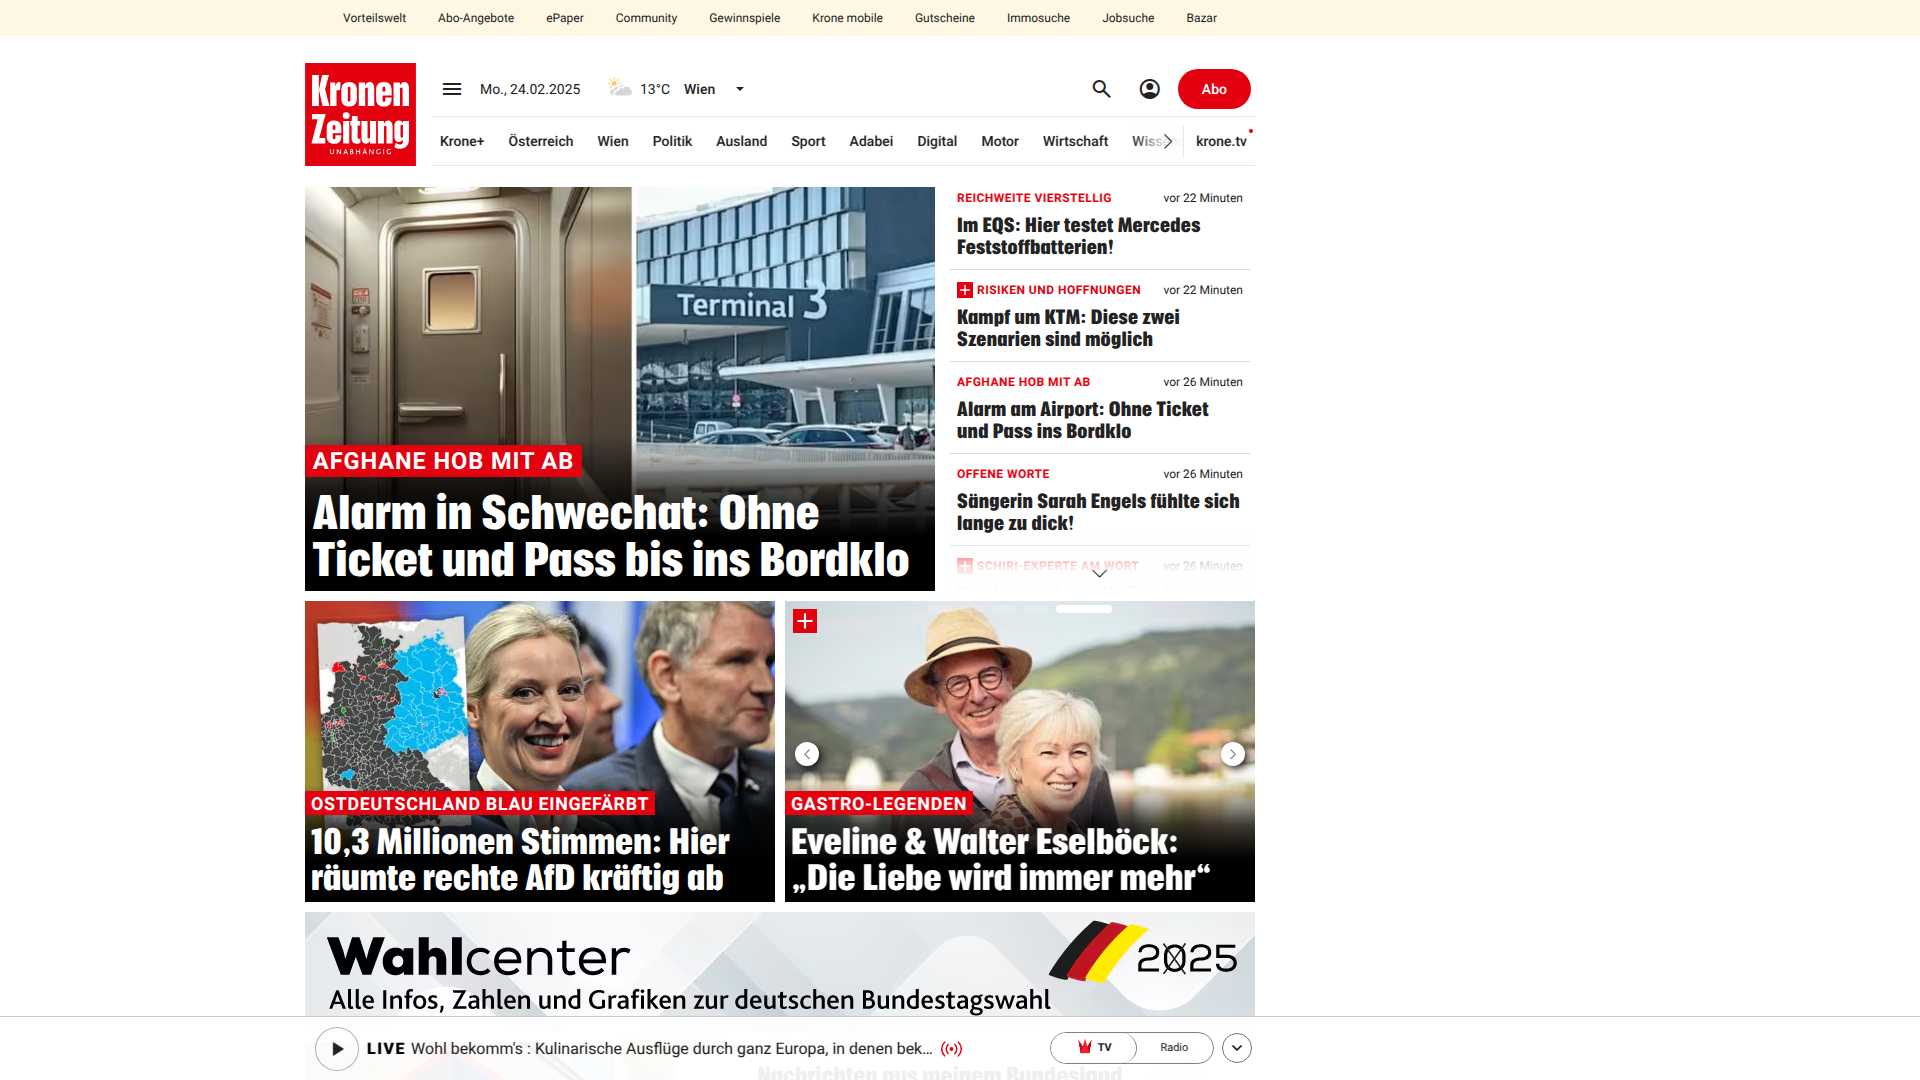 Vorteilswelt Abo-Angebote ePaper Community Gewinnspiele Krone mobile Gutscheine Immosuche Jobsuche Bazar
Kronen
Zeitung
UNABHÄNGIG
Mo., 24.02.2025 13°C Wien
Abo
Krone+ Österreich Wien Politik Ausland Sport Adabei Digital Motor Wirtschaft krone.tv
Terminal 3
AFGHANE HOB MIT AB
Alarm in Schwechat: Ohne
Ticket und Pass bis ins Bordklo
REICHWEITE VIERSTELLIG vor 22 Minuten
Im EQS: Hier testet Mercedes
Feststoffbatterien!
RISIKEN UND HOFFNUNGEN vor 22 Minuten
Kampf um KTM: Diese zwei
Szenarien sind möglich
AFGHANE HOB MIT AB vor 26 Minuten
Alarm am Airport: Ohne Ticket
und Pass ins Bordklo
OFFENE WORTE vor 26 Minuten
Sängerin Sarah Engels fühlte sich
lange zu dick!
SCHIRI-EXPERTE AM WORT vor 26 Minuten
OSTDEUTSCHLAND BLAU EINGEFÄRBT
10,3 Millionen Stimmen: Hier
räumte rechte AfD kräftig ab
GASTRO-LEGENDEN
Eveline & Walter Eselböck:
„Die Liebe wird immer mehr“
Wahlcenter
2025
Alle Infos, Zahlen und Grafiken zur deutschen Bundestagswahl
LIVE Wohl bekomm's : Kulinarische Ausflüge durch ganz Europa, in denen bek...
TV Radio
Nachrichten aus meinem Bundesland